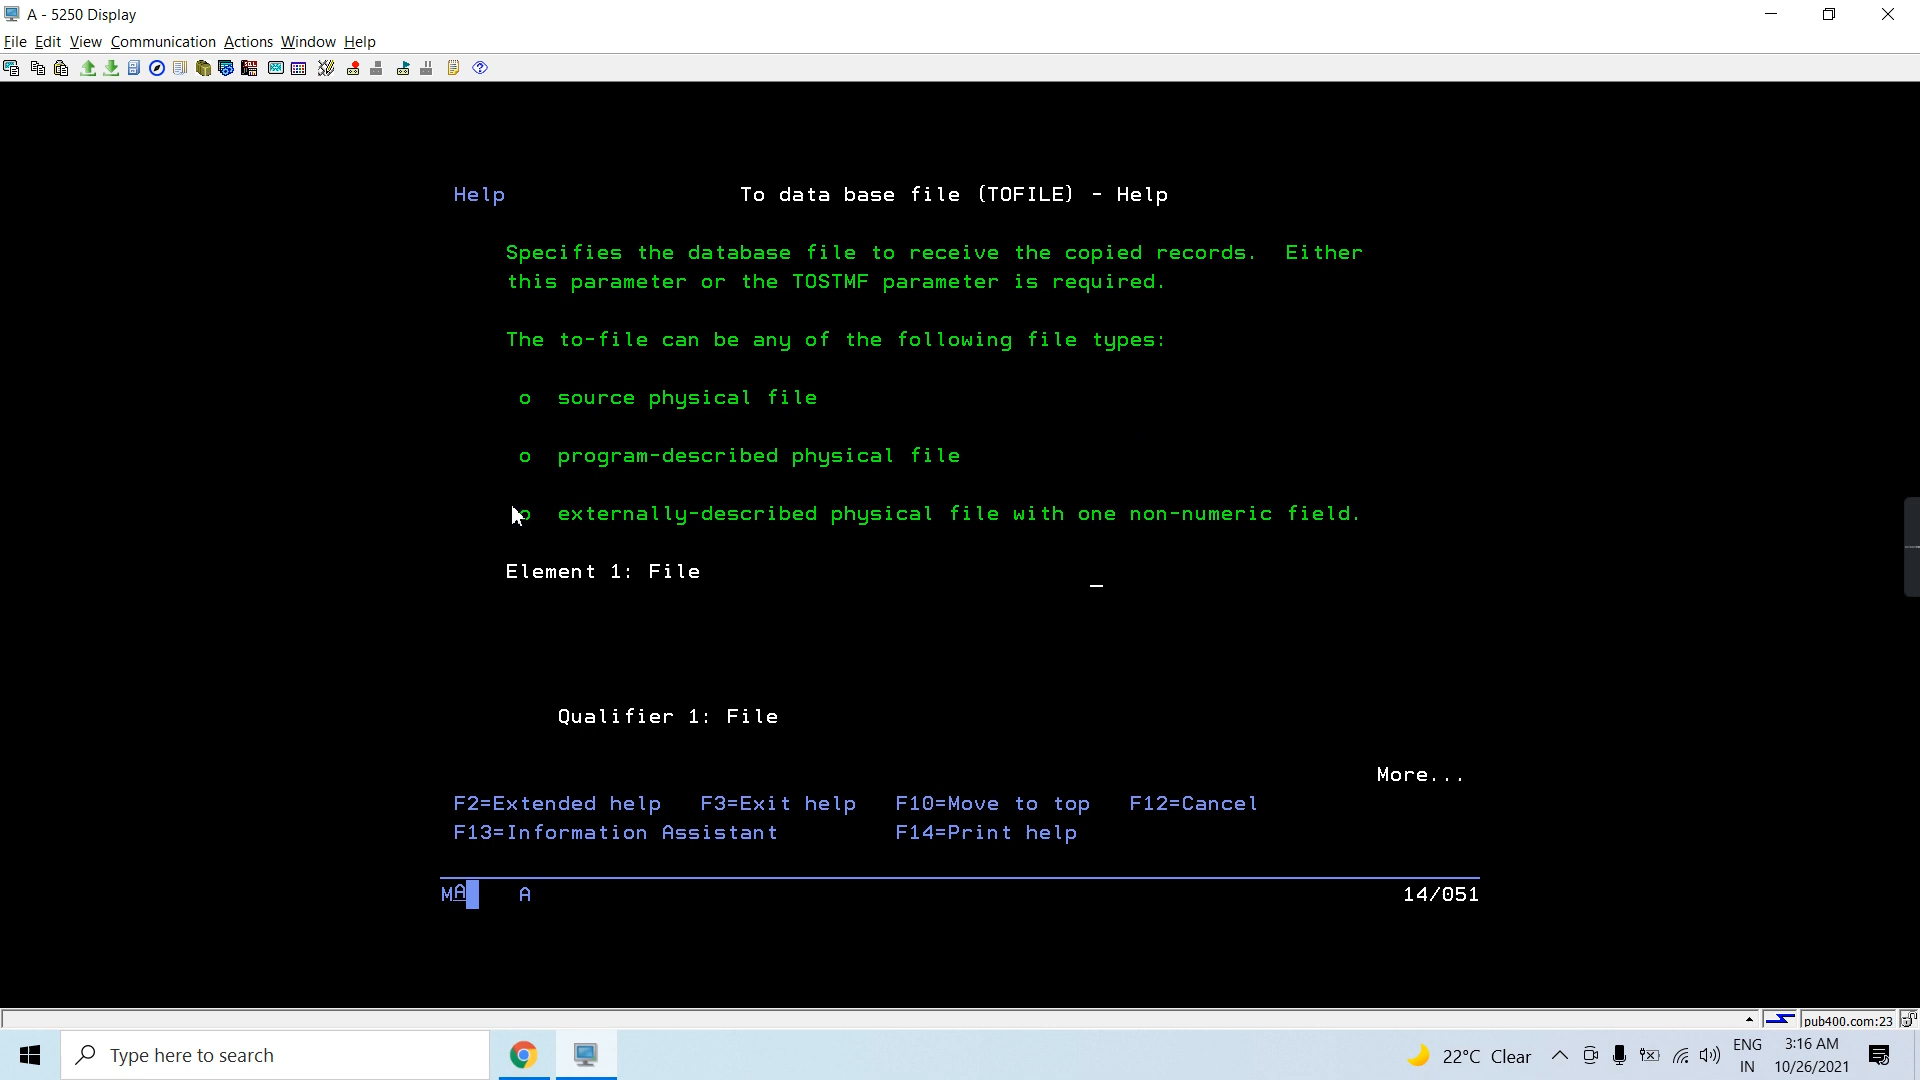 A - 5250 Display
File Edit View Communication Actions Window Help
Help To data base file (TOFILE) - Help
Specifies the database file to receive the copied records. Either
this parameter or the TOSTMF parameter is required.
The to-file can be any of the following file types:
o source physical file
o program-described physical file
o externally-described physical file with one non-numeric field.
Element 1: File
Qualifier 1: File
More...
F2=Extended help F3=Exit help F10=Move to top F12=Cancel
F13=Information Assistant F14=Print help
MA A 14/051
pub400.com:23
Type here to search
22°C Clear
ENG
IN
3:16 AM
10/26/2021